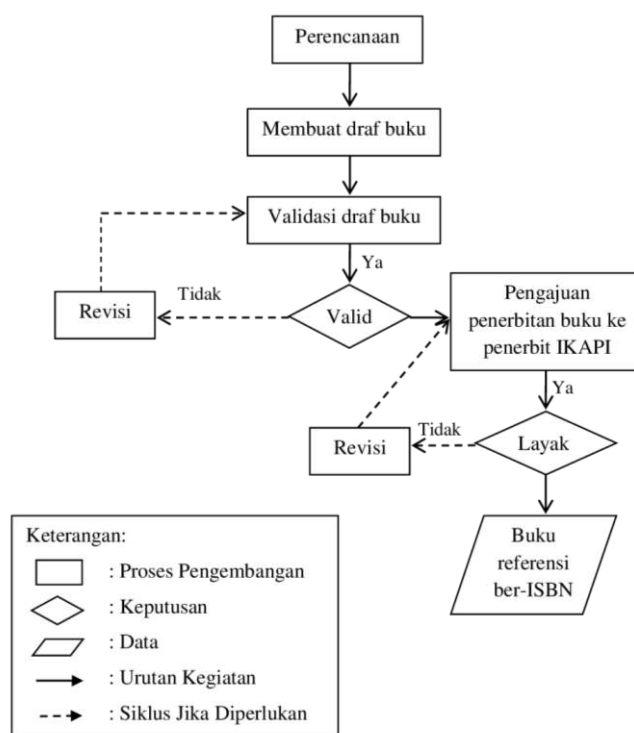 Perencanaan
Membuat draf buku
Validasi draf buku
Ya
Tidak
Revisi
Valid
Pengajuan
penerbitan buku ke
penerbit IKAPI
Ya
Tidak
Revisi
Layak
Buku
referensi
ber-ISBN
Keterangan:
: Proses Pengembangan
: Keputusan
: Data
: Urutan Kegiatan
: Siklus Jika Diperlukan